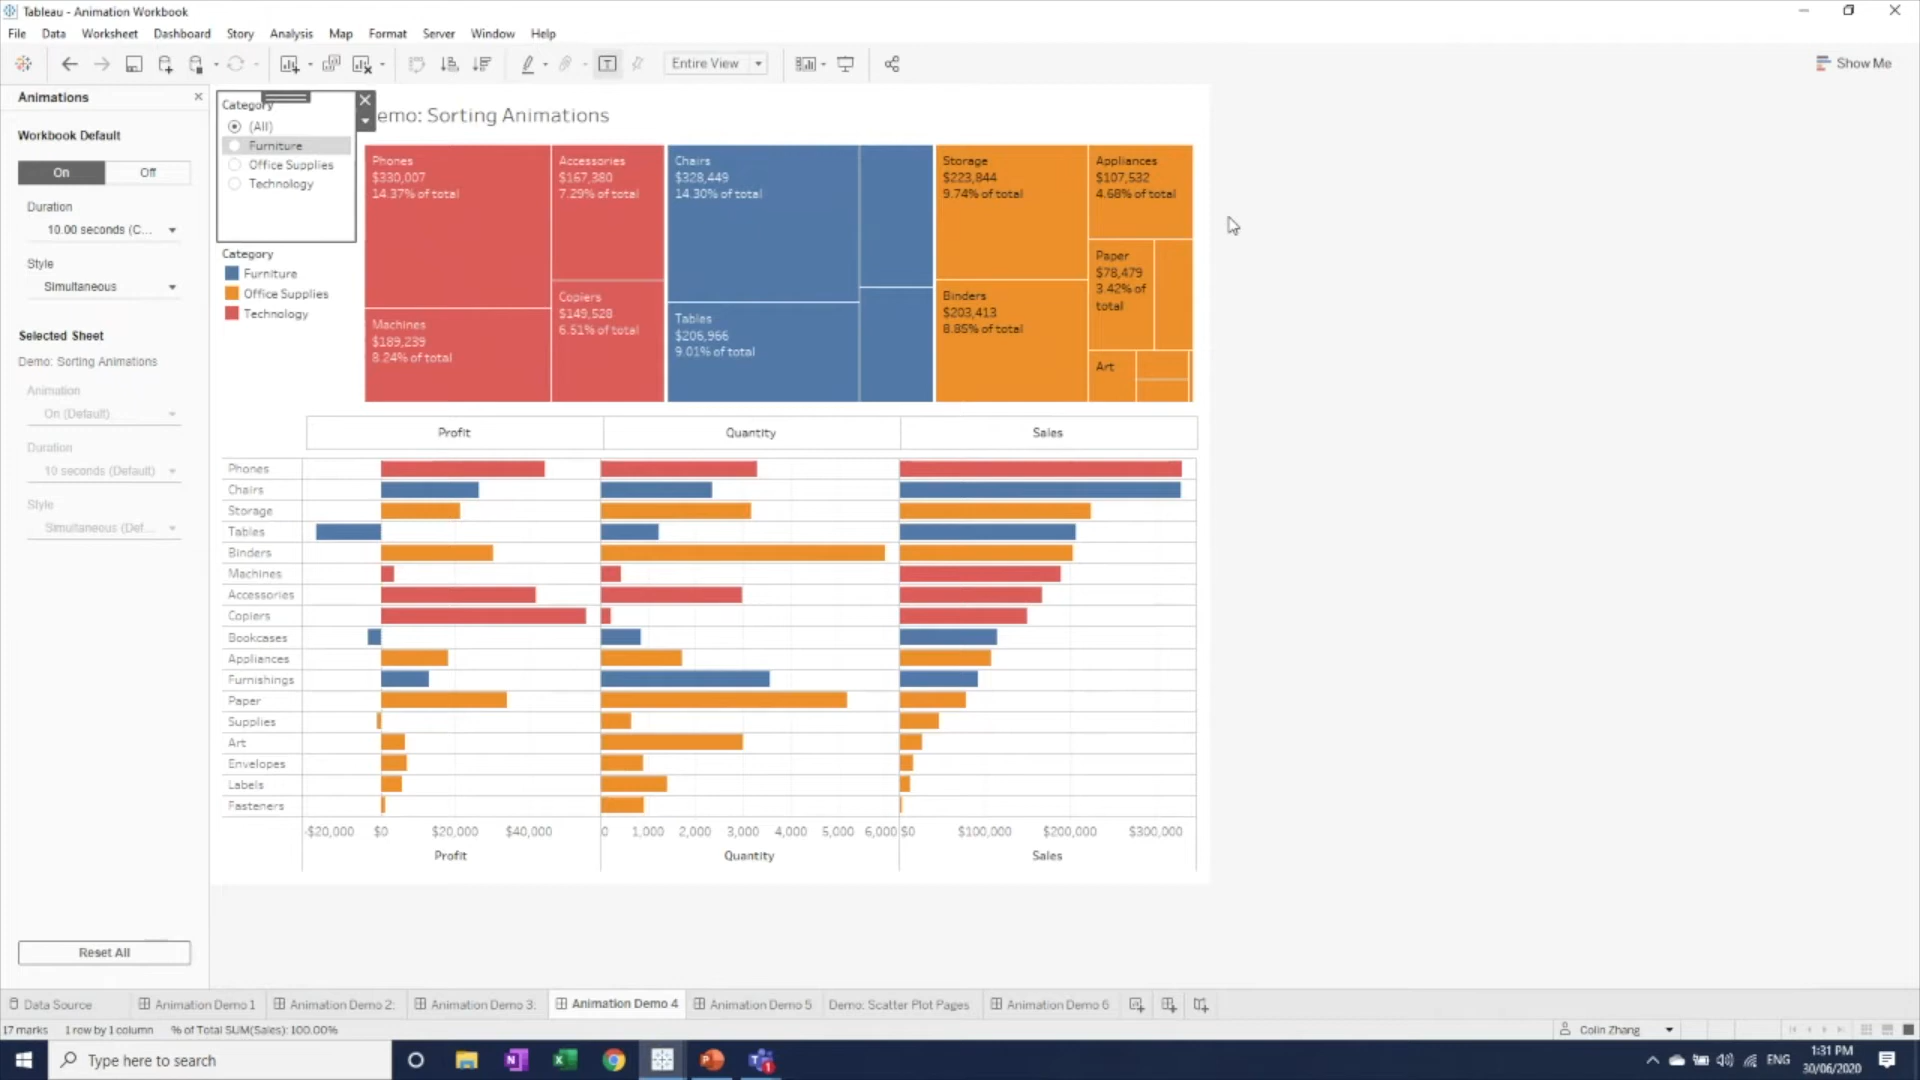 Tableau - Animation Workbook
File Data Worksheet Dashboard Story Analysis Map Format Server Window Help
Entire View
Show Me
Animations
Workbook Default
On Off
Duration
10.00 seconds (C...
Style
Simultaneous
Selected Sheet
Demo: Sorting Animations
Animation
On (Default)
Duration
10 seconds (Default)
Style
Simultaneous (Def...
Reset All
Category
(All)
Furniture
Office Supplies
Technology
Category
Furniture
Office Supplies
Technology
emo: Sorting Animations
Phones
$330,007
14.37% of total
Accessories
$167,380
7.29% of total
Machines
$189,239
8.24% of total
Copiers
$149,528
6.51% of total
Chairs
$328,449
14.30% of total
Tables
$206,966
9.01% of total
Storage
$223,844
9.74% of total
Binders
$203,413
8.85% of total
Appliances
$107,532
4.68% of total
Paper
$78,479
3.42% of
total
Art
Profit Quantity Sales
Phones
Chairs
Storage
Tables
Binders
Machines
Accessories
Copiers
Bookcases
Appliances
Furnishings
Paper
Supplies
Art
Envelopes
Labels
Fasteners
-$20,000 $0 $20,000 $40,000 0 1,000 2,000 3,000 4,000 5,000 6,000 $0 $100,000 $200,000 $300,000
Profit Quantity Sales
Data Source Animation Demo 1 Animation Demo 2: Animation Demo 3: Animation Demo 4 Animation Demo 5 Demo: Scatter Plot Pages Animation Demo 6
17 marks 1 row by 1 column % of Total SUM(Sales): 100.00%
Colin Zhang
Type here to search
ENG
1:31 PM
30/06/2020